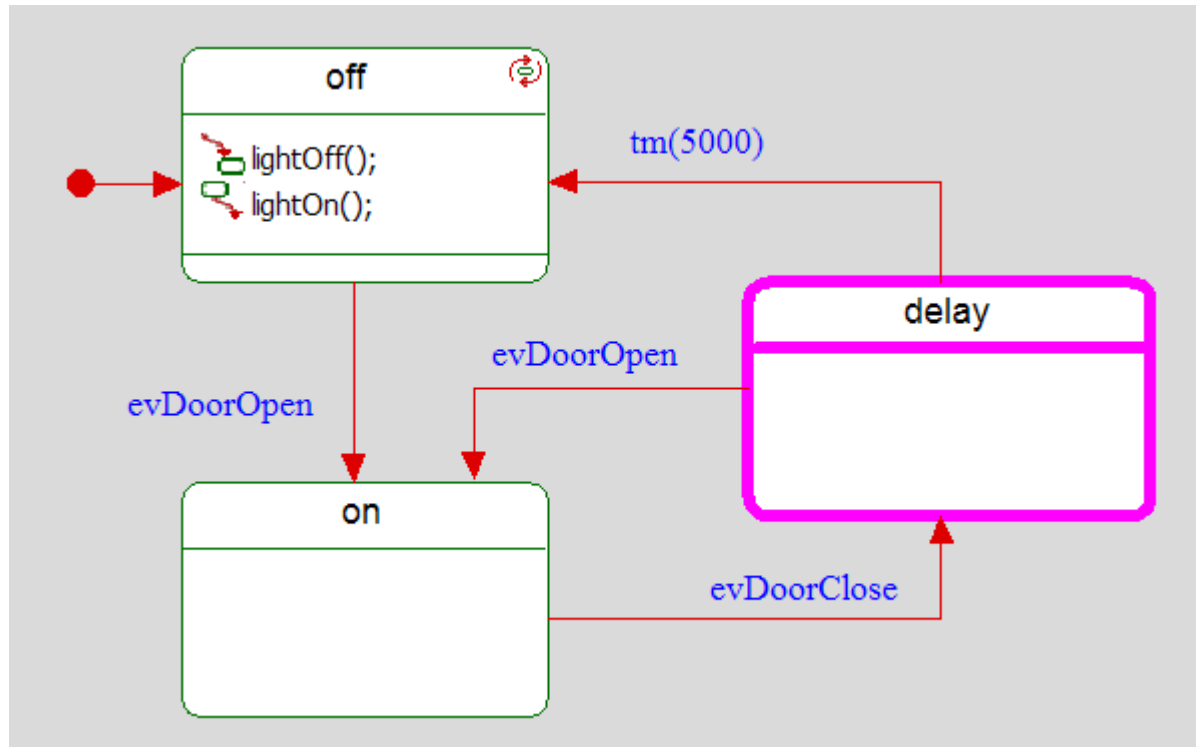 off
lightOff();
lightOn();
tm(5000)
delay
evDoorOpen
evDoorOpen
on
evDoorClose